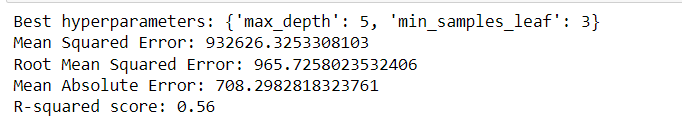 Best hyperparameters: {'max_depth': 5, 'min_samples_leaf': 3}
Mean Squared Error: 932626.3253308103
Root Mean Squared Error: 965.7258023532406
Mean Absolute Error: 708.2982818323761
R-squared score: 0.56